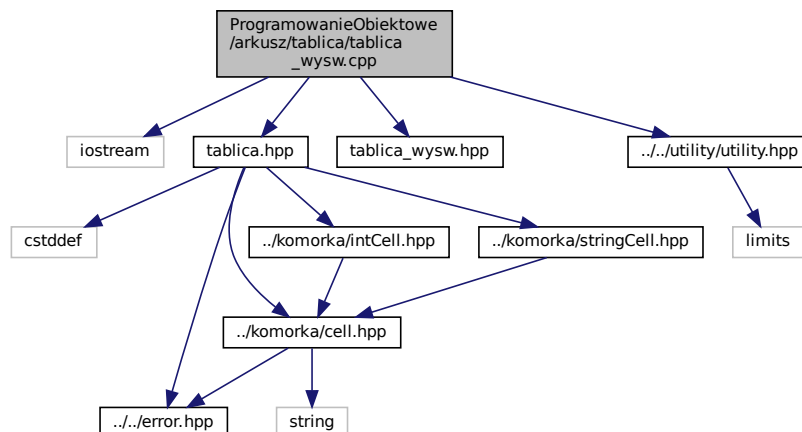 ProgramowanieObiektowe
/arkusz/tablica/tablica
_wysw.cpp
iostream
tablica.hpp
tablica_wysw.hpp
../../utility/utility.hpp
cstddef
../komorka/intCell.hpp
../komorka/stringCell.hpp
limits
../komorka/cell.hpp
../../error.hpp
string